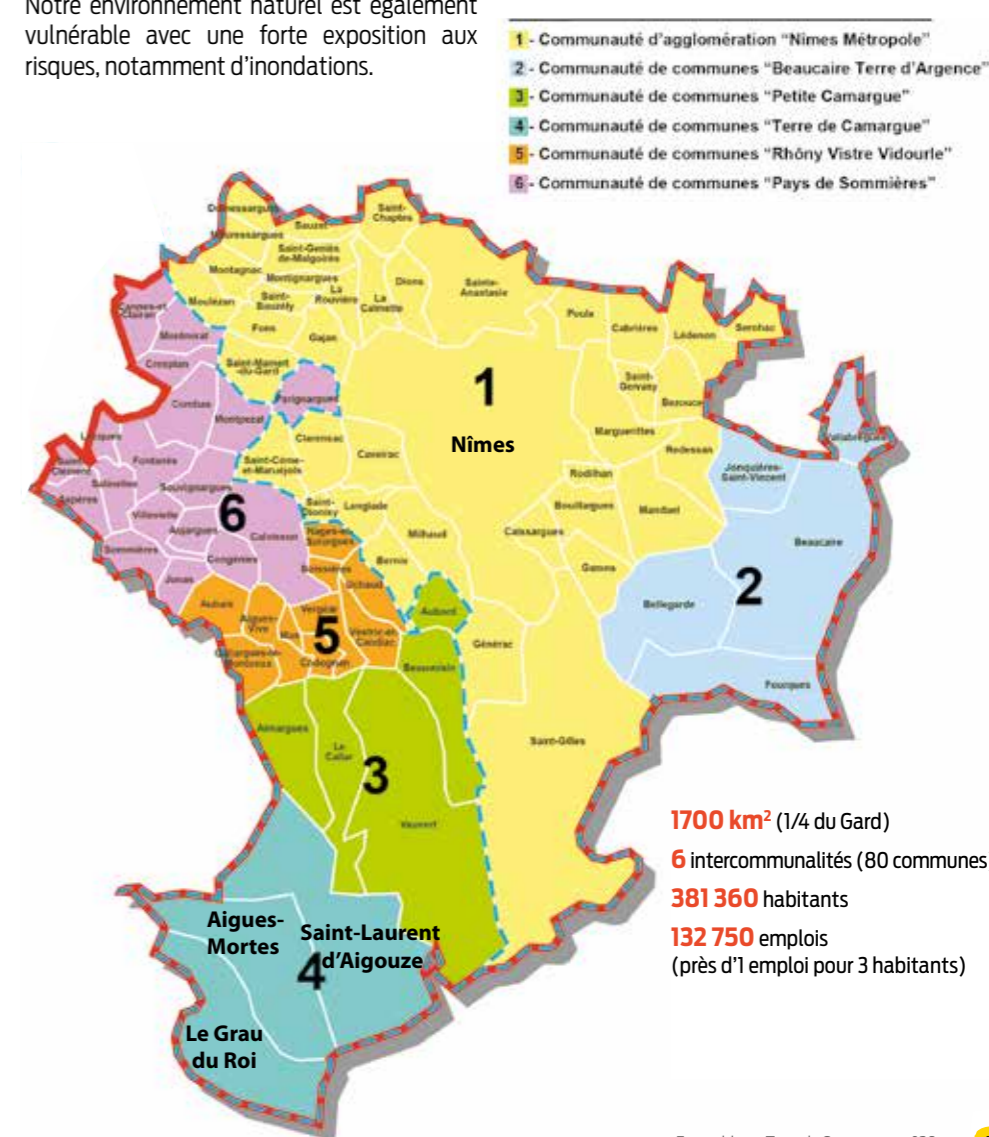 Notre environnement naturel est également
vulnérable avec une forte exposition aux
risques, notamment d'inondations.
1 - Communauté d'agglomération "Nîmes Métropole"
2 - Communauté de communes "Beaucaire Terre d'Argence"
3 - Communauté de communes "Petite Camargue"
4 - Communauté de communes "Terre de Camargue"
5 - Communauté de communes "Rhôny Vistre Vidourle"
6 - Communauté de communes "Pays de Sommières"
Saint-
Chaptes
Sauzet
Saint-Geniès
de-Malgoirès
Montagnac
Montignargues
Dions
Sainte-
Anastasie
La
Rouvière
La
Calmette
Moulézan
Saint-
Fons
Gajan
Poulx
Cabrières
Lédenon
Sernhac
Montmirat
Crespian
Saint-Mamert
-du-Gard
Parignargues
Saint-
Gervasy
Bezouce
1
Nîmes
Combas
Montpezat
Clarensac
Caveirac
Marguerittes
Redessan
Vallabrègues
Fontanès
Saint-Come-
et-Maruéjols
Rodilhan
Jonquières-
Saint-Vincent
Salinelles
Souvignargues
Aspères
Villevielle
6
Saint-
Dionisy
Langlade
Bouillargues
Manduel
Milhaud
Caissargues
Beaucaire
Calvisson
Sommières
Congénies
Bernis
Garons
2
Junas
Uchaud
Aubais
Aigues-
Vive
Vergèze
Mus
5
Vestric-et-
Candiac
Codognan
Aubord
Bellegarde
Générac
Beauvoisin
Fourques
Aimargues
Le
Cailar
3
Saint-Gilles
Vauvert
1700 km² (1/4 du Gard)
6 intercommunalités (80 communes
381 360 habitants
132 750 emplois
(près d'1 emploi pour 3 habitants)
Aigues-
Mortes
Saint-Laurent
d'Aigouze
4
Le Grau
du Roi